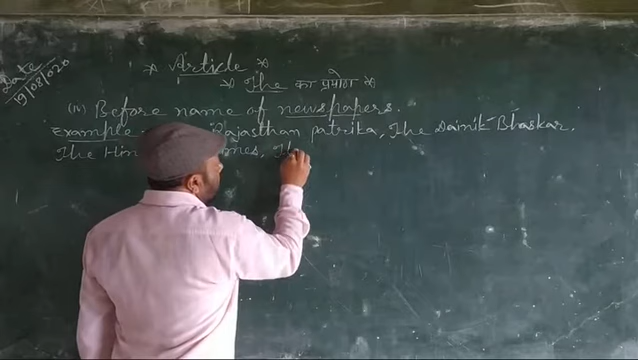 * Article *
Date
19/08/020
* The का प्रयोग *
(iv) Before name of newspapers.
Example Rajasthan patrika, The Dainik Bhaskar.
The Hin mes, Th